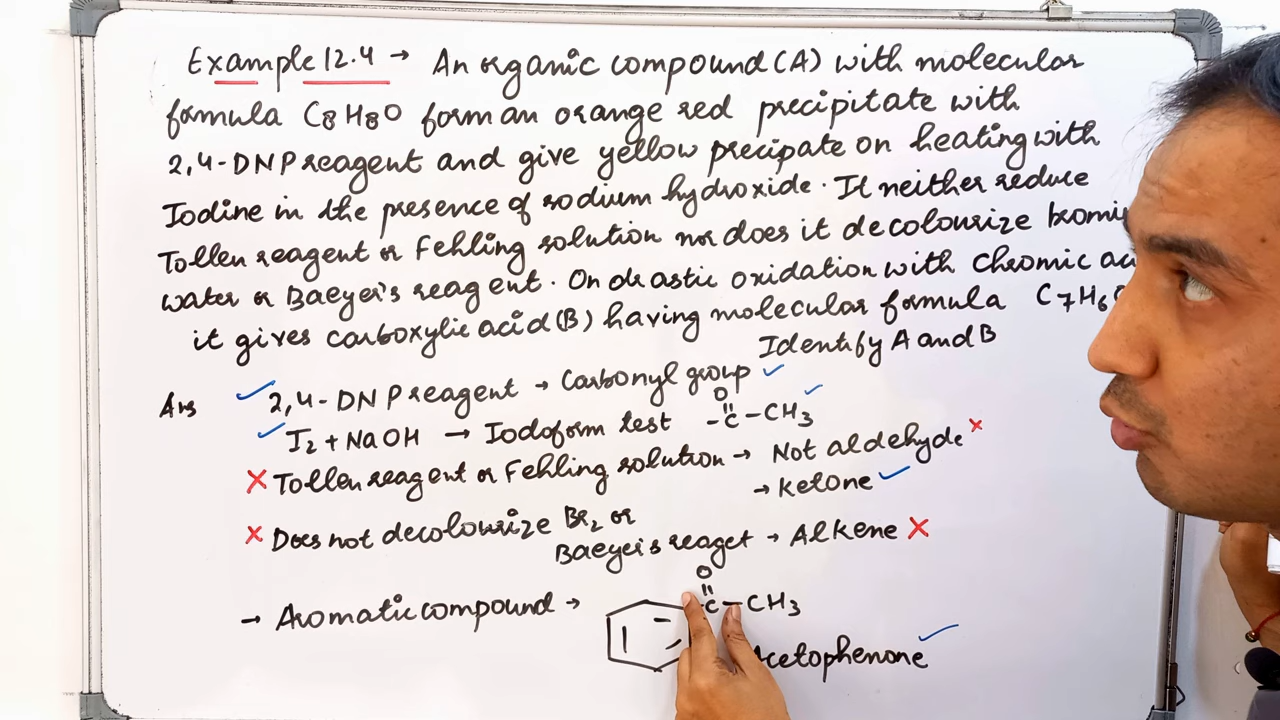 Example 12.4 → An organic compound (A) with molecular
formula C8H8O form an orange red precipitate with
2,4-DNP reagent and give yellow precipate on heating with
Iodine in the presence of sodium hydroxide. It neither reduce
Tollen reagent or Fehling solution nor does it decolourize
water or Baeyer's reagent. On drastic oxidation with chromic
it gives carboxylic acid (B) having molecular formula C7H6
Identify A and B
Ans 2,4-DNP reagent → Carbonyl group
I2 + NaOH → Iodoform test -C-CH3
O
Tollen reagent or Fehling solution → Not aldehyde
→ Ketone
Does not decolourize Br2 or
Baeyer's reaget → Alkene
O
→ Aromatic compound → C-CH3
cetophenone